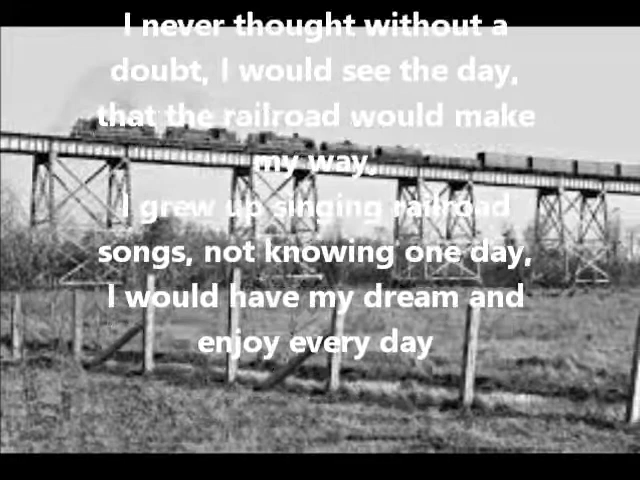 I never thought without a
doubt, I would see the day,
that the railroad would make
my way,
I grew up singing railroad
songs, not knowing one day,
I would have my dream and
enjoy every day